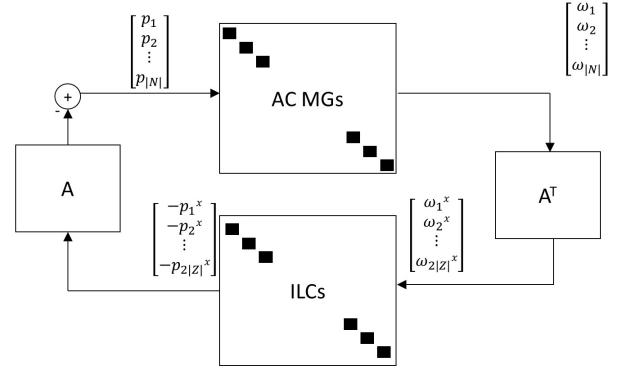 p₁
p₂
⋮
p|N|
ω₁
ω₂
⋮
ω|N|
+
-
AC MGs
A
Aᵀ
−p₁ˣ
−p₂ˣ
⋮
−p₂|Z|ˣ
ω₁ˣ
ω₂ˣ
⋮
ω₂|Z|ˣ
ILCs